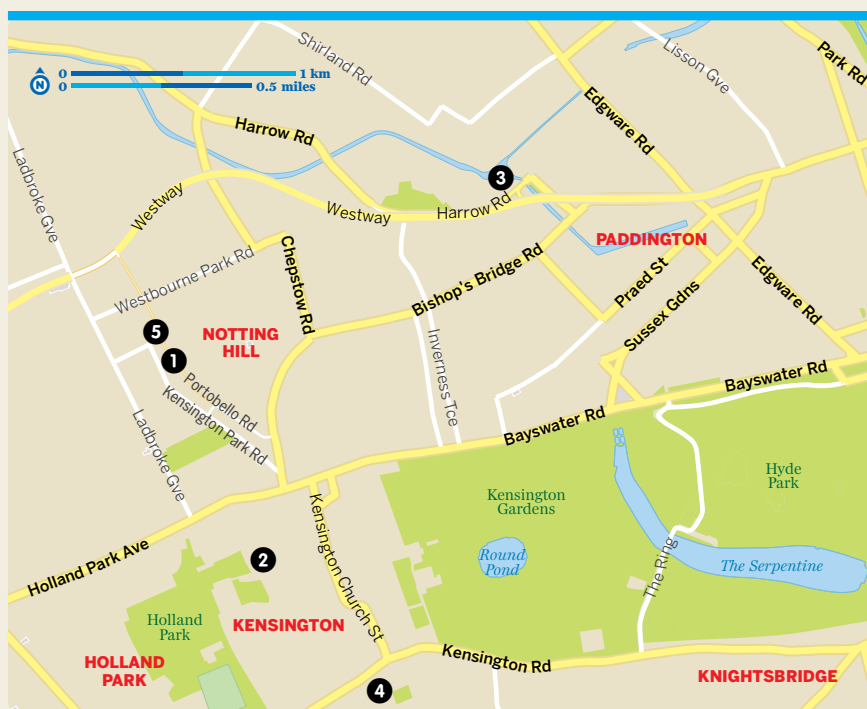 Shirland Rd
Lisson Gve
Park Rd
0 1 km
0 0.5 miles
N
Edgware Rd
Harrow Rd
Ladbroke Gve
3
Westway
Westway
Harrow Rd
PADDINGTON
Westbourne Park Rd
Chepstow Rd
Bishop's Bridge Rd
Praed St
Edgware Rd
Sussex Gdns
5
NOTTING
HILL
1
Inverness Tce
Portobello Rd
Kensington Park Rd
Bayswater Rd
Bayswater Rd
Ladbroke Gve
Hyde
Park
Kensington
Gardens
Kensington Church St
2
Holland Park Ave
Round
Pond
The Ring
The Serpentine
Holland
Park
KENSINGTON
HOLLAND
PARK
Kensington Rd
KNIGHTSBRIDGE
4